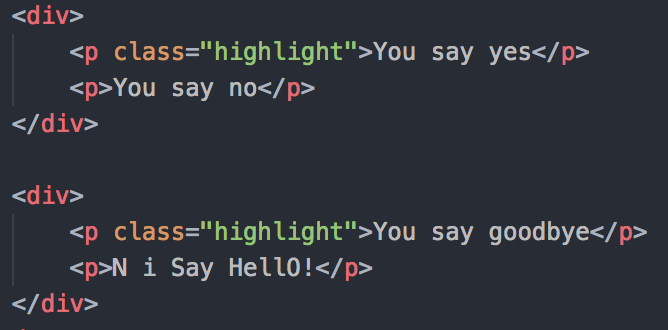 <div>
    <p class="highlight">You say yes</p>
    <p>You say no</p>
</div>

<div>
    <p class="highlight">You say goodbye</p>
    <p>N i Say HellO!</p>
</div>